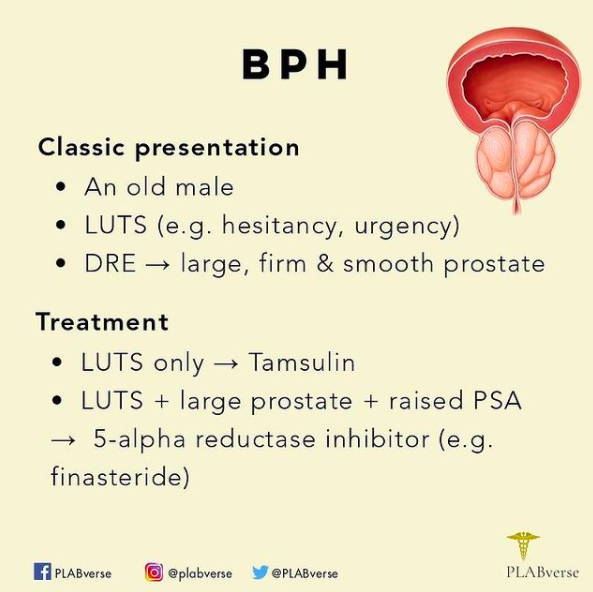 BPH
Classic presentation
• An old male
• LUTS (e.g. hesitancy, urgency)
• DRE → large, firm & smooth prostate
Treatment
• LUTS only → Tamsulin
• LUTS + large prostate + raised PSA
→ 5-alpha reductase inhibitor (e.g.
finasteride)
PLABverse @plabverse @PLABverse
PLABverse